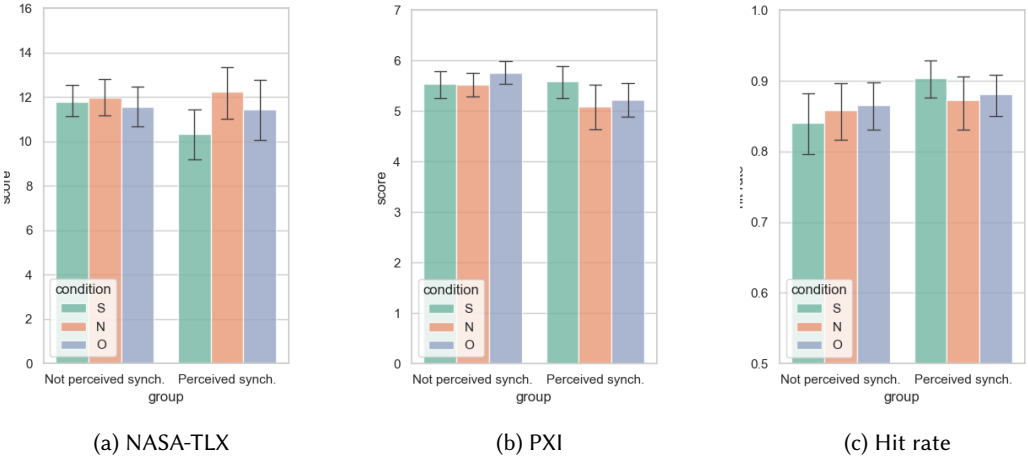 16
14
12
10
8
6
4
2
0
score
condition
S
N
O
Not perceived synch. Perceived synch.
group
(a) NASA-TLX
7
6
5
4
3
2
1
0
score
condition
S
N
O
Not perceived synch. Perceived synch.
group
(b) PXI
1.0
0.9
0.8
0.7
0.6
0.5
hit rate
condition
S
N
O
Not perceived synch. Perceived synch.
group
(c) Hit rate